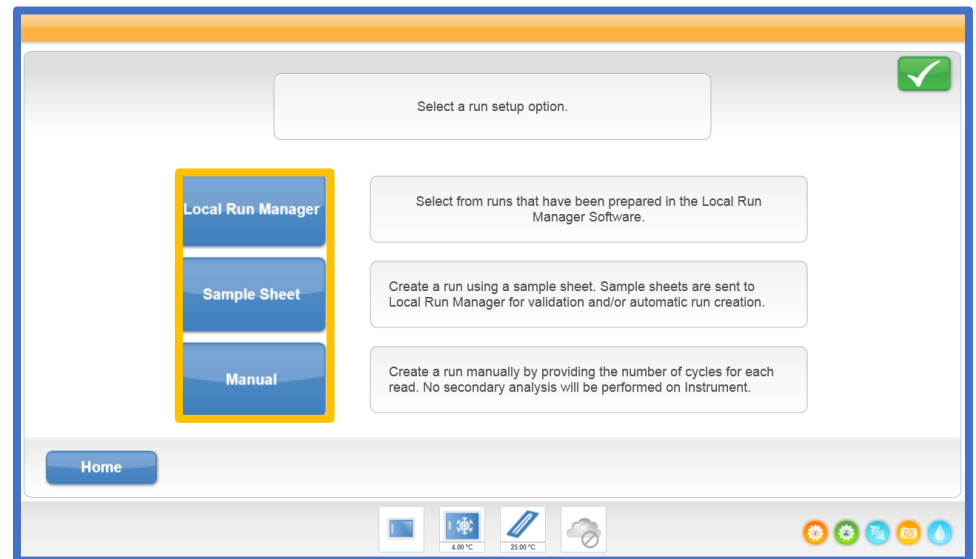 Select a run setup option.
Local Run Manager
Select from runs that have been prepared in the Local Run
Manager Software.
Sample Sheet
Create a run using a sample sheet. Sample sheets are sent to
Local Run Manager for validation and/or automatic run creation.
Manual
Create a run manually by providing the number of cycles for each
read. No secondary analysis will be performed on Instrument.
Home
4.00 °C
25.00 °C